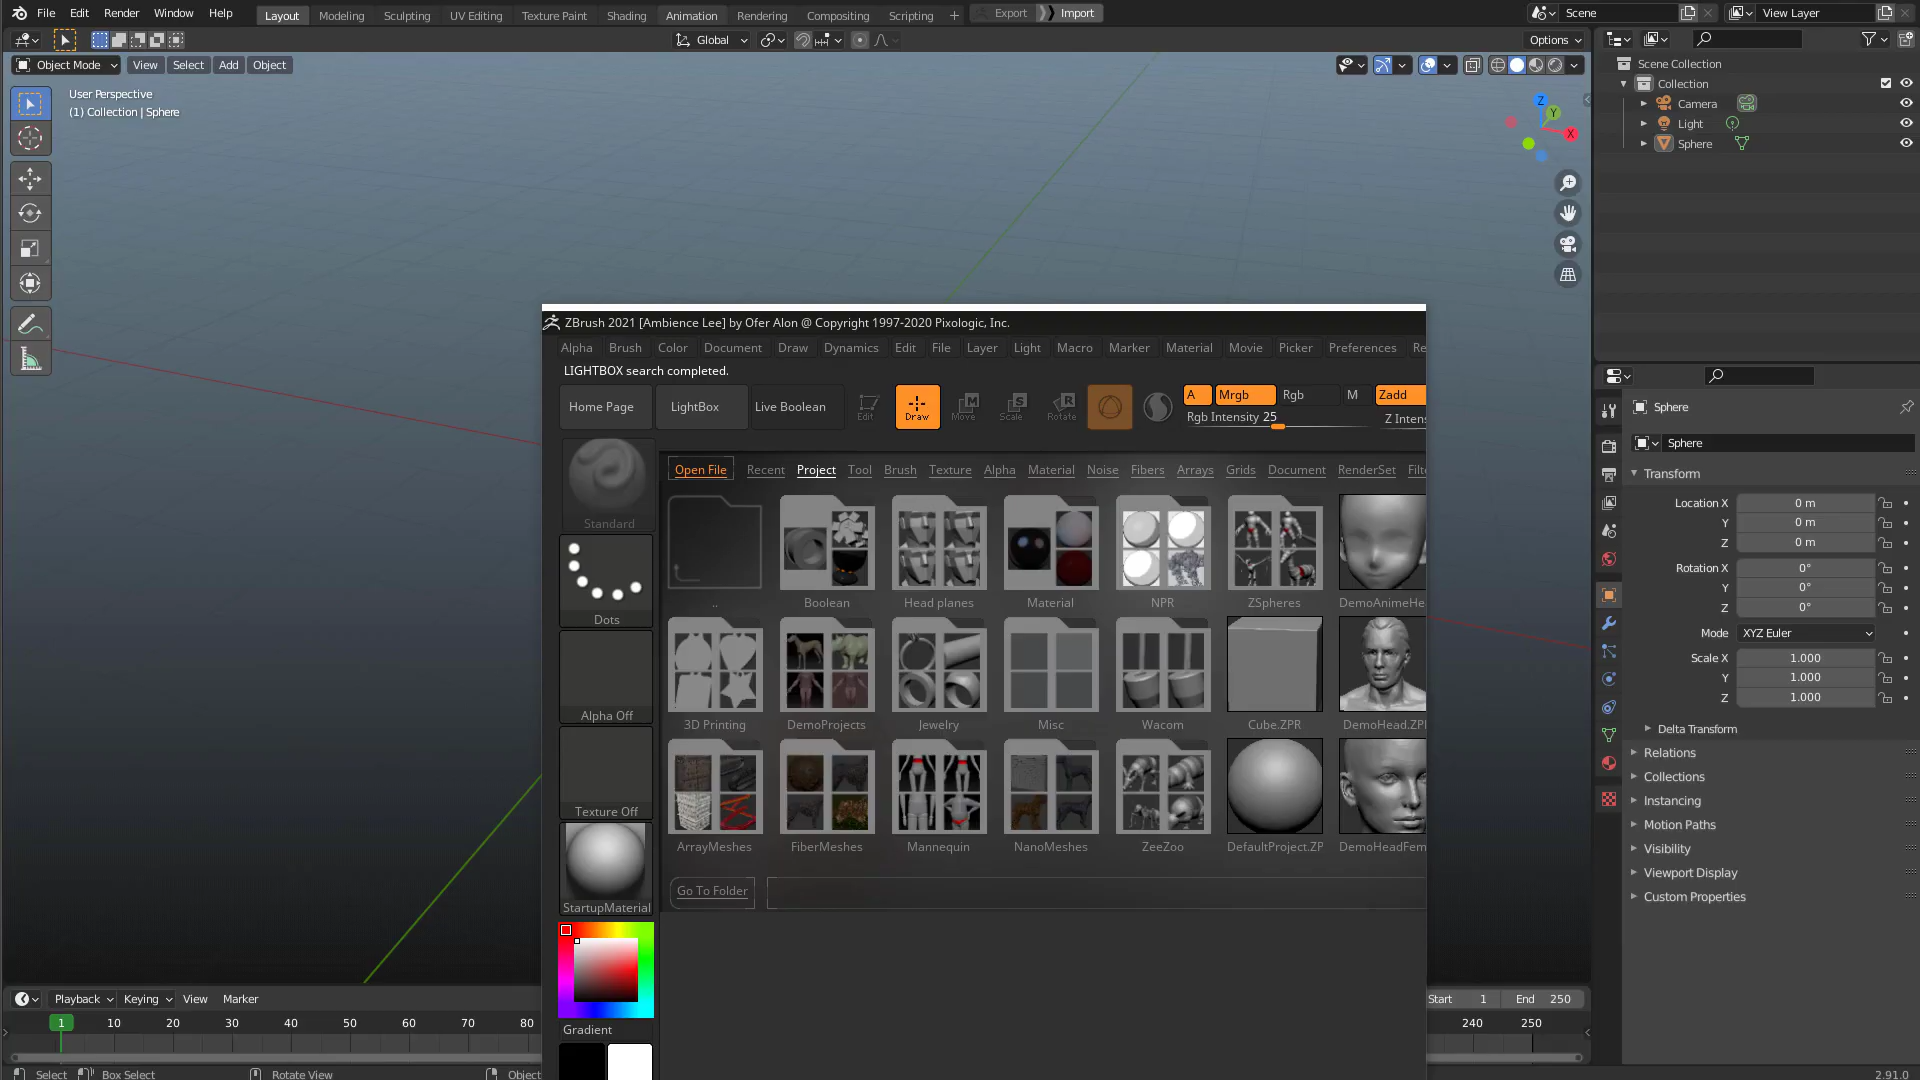 File Edit Render Window Help Layout Modeling Sculpting UV Editing Texture Paint Shading Animation Rendering Compositing Scripting + Export Import Scene View Layer
Global Options
Object Mode View Select Add Object
User Perspective
(1) Collection | Sphere
Z
Y
X
Scene Collection
Collection
Camera
Light
Sphere
ZBrush 2021 [Ambience Lee] by Ofer Alon @ Copyright 1997-2020 Pixologic, Inc.
Alpha Brush Color Document Draw Dynamics Edit File Layer Light Macro Marker Material Movie Picker Preferences Re
LIGHTBOX search completed.
Home Page LightBox Live Boolean Edit Draw Move Scale Rotate A Mrgb Rgb M Zadd
Rgb Intensity 25 Z Intens
Open File Recent Project Tool Brush Texture Alpha Material Noise Fibers Arrays Grids Document RenderSet Filte
Standard
.. Boolean Head planes Material NPR ZSpheres DemoAnimeHe
Dots
3D Printing DemoProjects Jewelry Misc Wacom Cube.ZPR DemoHead.ZPI
Alpha Off
Texture Off
ArrayMeshes FiberMeshes Mannequin NanoMeshes ZeeZoo DefaultProject.ZP DemoHeadFem
Go To Folder
StartupMaterial
Gradient
Sphere
Sphere
Transform
Location X 0 m
Y 0 m
Z 0 m
Rotation X 0°
Y 0°
Z 0°
Mode XYZ Euler
Scale X 1.000
Y 1.000
Z 1.000
Delta Transform
Relations
Collections
Instancing
Motion Paths
Visibility
Viewport Display
Custom Properties
Playback Keying View Marker Start 1 End 250
1 10 20 30 40 50 60 70 80 240 250
Select Box Select Rotate View Object 2.91.0